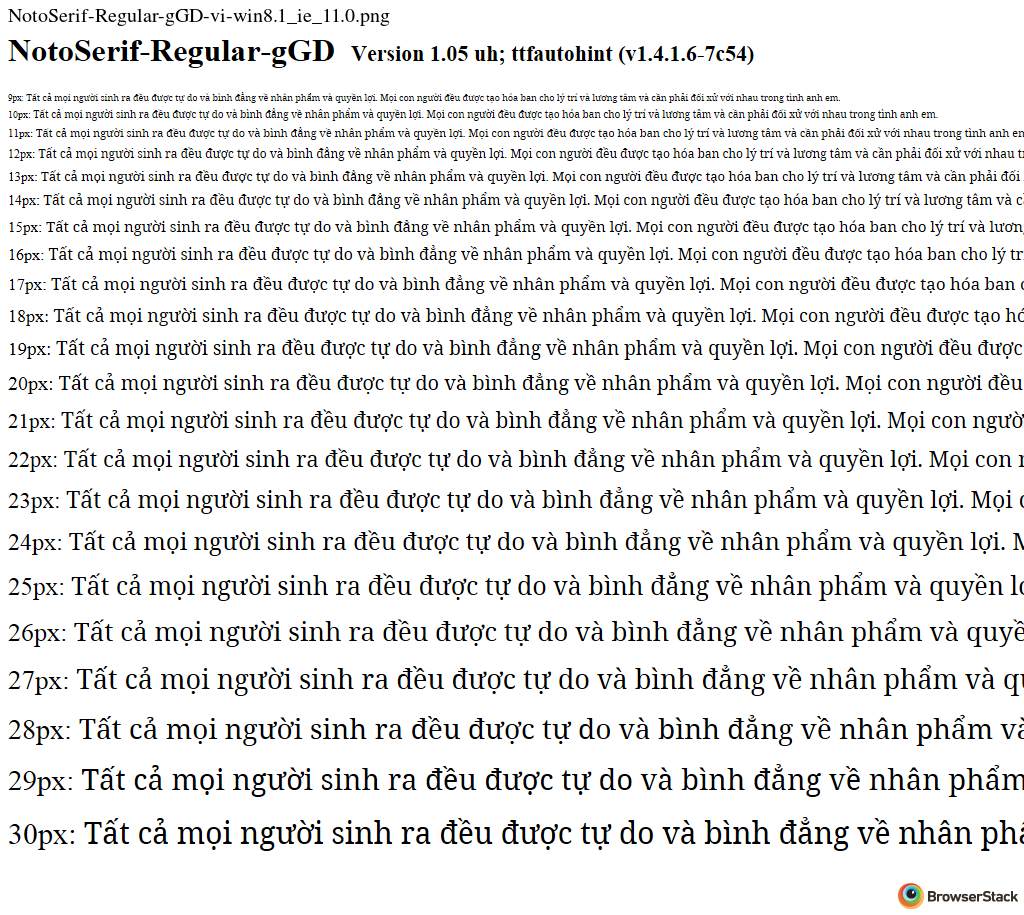 NotoSerif-Regular-gGD-vi-win8.1_ie_11.0.png
NotoSerif-Regular-gGD Version 1.05 uh; ttfautohint (v1.4.1.6-7c54)
9px: Tất cả mọi người sinh ra đều được tự do và bình đẳng về nhân phẩm và quyền lợi. Mọi con người đều được tạo hóa ban cho lý trí và lương tâm và cần phải đối xử với nhau trong tình anh em.
10px: Tất cả mọi người sinh ra đều được tự do và bình đẳng về nhân phẩm và quyền lợi. Mọi con người đều được tạo hóa ban cho lý trí và lương tâm và cần phải đối xử với nhau trong tình anh em.
11px: Tất cả mọi người sinh ra đều được tự do và bình đẳng về nhân phẩm và quyền lợi. Mọi con người đều được tạo hóa ban cho lý trí và lương tâm và cần phải đối xử với nhau trong tình anh em
12px: Tất cả mọi người sinh ra đều được tự do và bình đẳng về nhân phẩm và quyền lợi. Mọi con người đều được tạo hóa ban cho lý trí và lương tâm và cần phải đối xử với nhau
13px: Tất cả mọi người sinh ra đều được tự do và bình đẳng về nhân phẩm và quyền lợi. Mọi con người đều được tạo hóa ban cho lý trí và lương tâm và cần phải đối
14px: Tất cả mọi người sinh ra đều được tự do và bình đẳng về nhân phẩm và quyền lợi. Mọi con người đều được tạo hóa ban cho lý trí và lương tâm và
15px: Tất cả mọi người sinh ra đều được tự do và bình đẳng về nhân phẩm và quyền lợi. Mọi con người đều được tạo hóa ban cho lý trí và lươn
16px: Tất cả mọi người sinh ra đều được tự do và bình đẳng về nhân phẩm và quyền lợi. Mọi con người đều được tạo hóa ban cho lý tr
17px: Tất cả mọi người sinh ra đều được tự do và bình đẳng về nhân phẩm và quyền lợi. Mọi con người đều được tạo hóa ban
18px: Tất cả mọi người sinh ra đều được tự do và bình đẳng về nhân phẩm và quyền lợi. Mọi con người đều được tạo hó
19px: Tất cả mọi người sinh ra đều được tự do và bình đẳng về nhân phẩm và quyền lợi. Mọi con người đều được
20px: Tất cả mọi người sinh ra đều được tự do và bình đẳng về nhân phẩm và quyền lợi. Mọi con người đều
21px: Tất cả mọi người sinh ra đều được tự do và bình đẳng về nhân phẩm và quyền lợi. Mọi con ngườ
22px: Tất cả mọi người sinh ra đều được tự do và bình đẳng về nhân phẩm và quyền lợi. Mọi con
23px: Tất cả mọi người sinh ra đều được tự do và bình đẳng về nhân phẩm và quyền lợi. Mọi
24px: Tất cả mọi người sinh ra đều được tự do và bình đẳng về nhân phẩm và quyền lợi.
25px: Tất cả mọi người sinh ra đều được tự do và bình đẳng về nhân phẩm và quyền
26px: Tất cả mọi người sinh ra đều được tự do và bình đẳng về nhân phẩm và quyề
27px: Tất cả mọi người sinh ra đều được tự do và bình đẳng về nhân phẩm và
28px: Tất cả mọi người sinh ra đều được tự do và bình đẳng về nhân phẩm và
29px: Tất cả mọi người sinh ra đều được tự do và bình đẳng về nhân phẩm
30px: Tất cả mọi người sinh ra đều được tự do và bình đẳng về nhân
BrowserStack